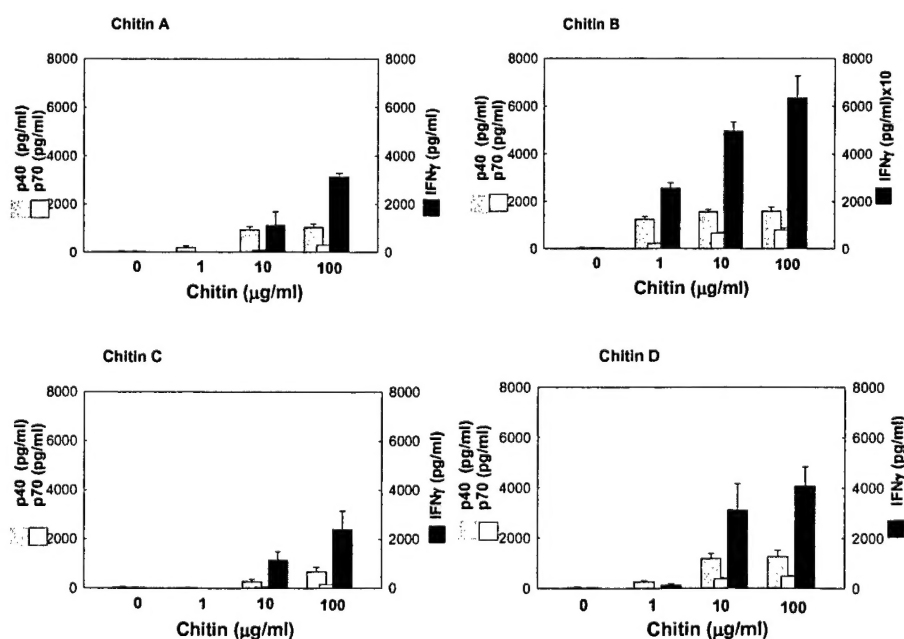 Chitin A
8000
6000
4000
2000
0
p40 (pg/ml)
p70 (pg/ml)
8000
6000
4000
2000
0
IFNγ (pg/ml)
0 1 10 100
Chitin (µg/ml)
Chitin B
8000
6000
4000
2000
0
p40 (pg/ml)
p70 (pg/ml)
8000
6000
4000
2000
0
IFNγ (pg/ml)x10
0 1 10 100
Chitin (µg/ml)
Chitin C
8000
6000
4000
2000
0
p40 (pg/ml)
p70 (pg/ml)
8000
6000
4000
2000
0
IFNγ (pg/ml)
0 1 10 100
Chitin (µg/ml)
Chitin D
8000
6000
4000
2000
0
p40 (pg/ml)
p70 (pg/ml)
8000
6000
4000
2000
0
IFNγ (pg/ml)
0 1 10 100
Chitin (µg/ml)